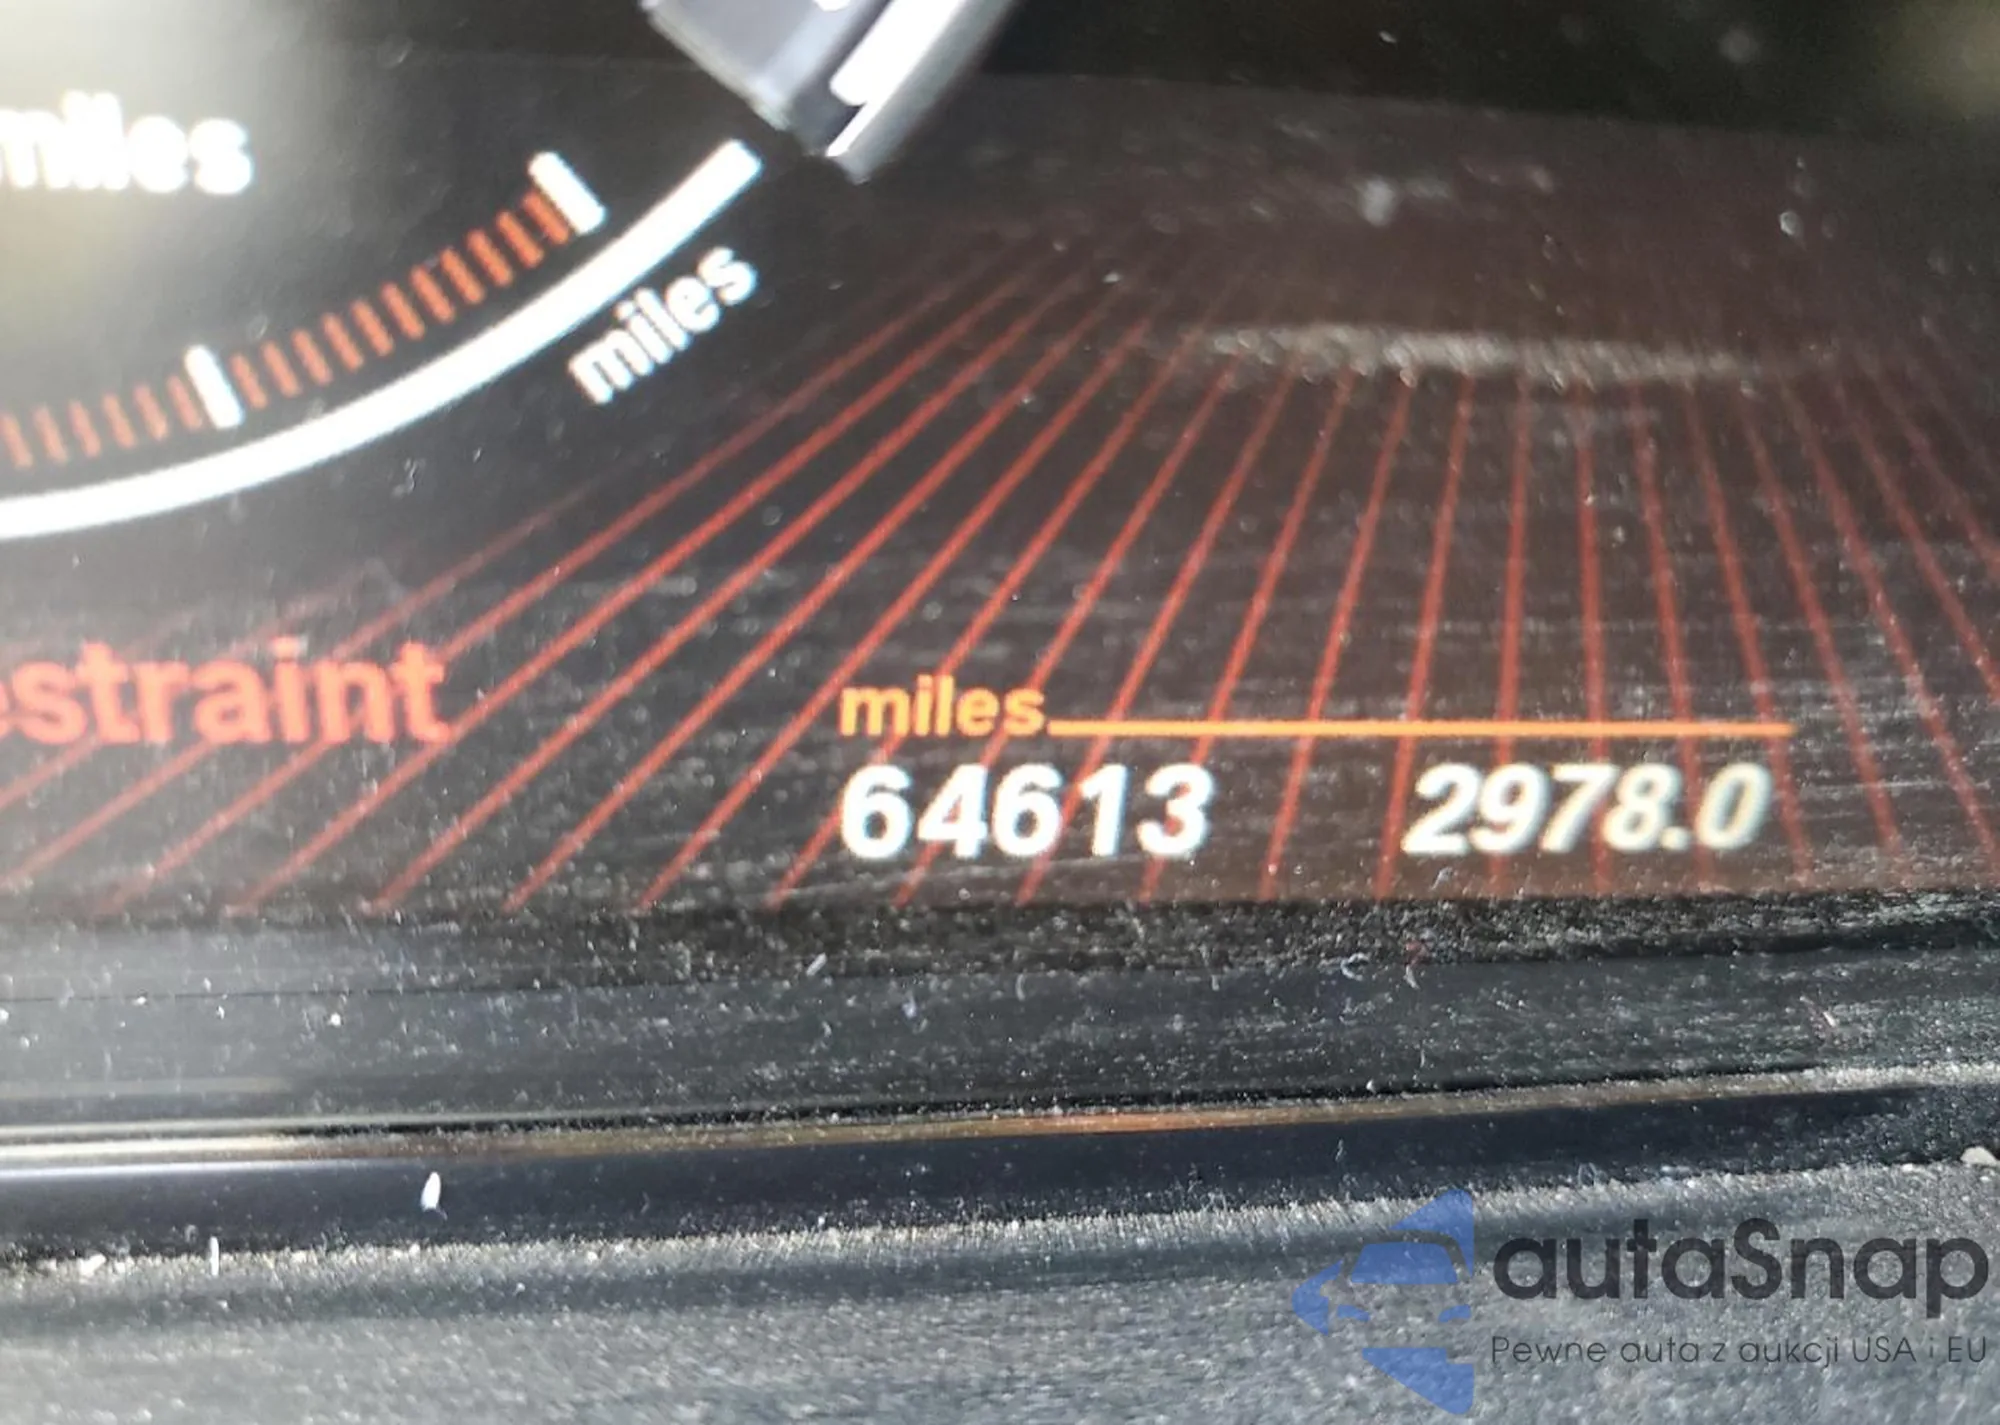 miles
miles
estraint
miles
64613 2978.0
autaSnap
Pewne auta z aukcji USA i EU